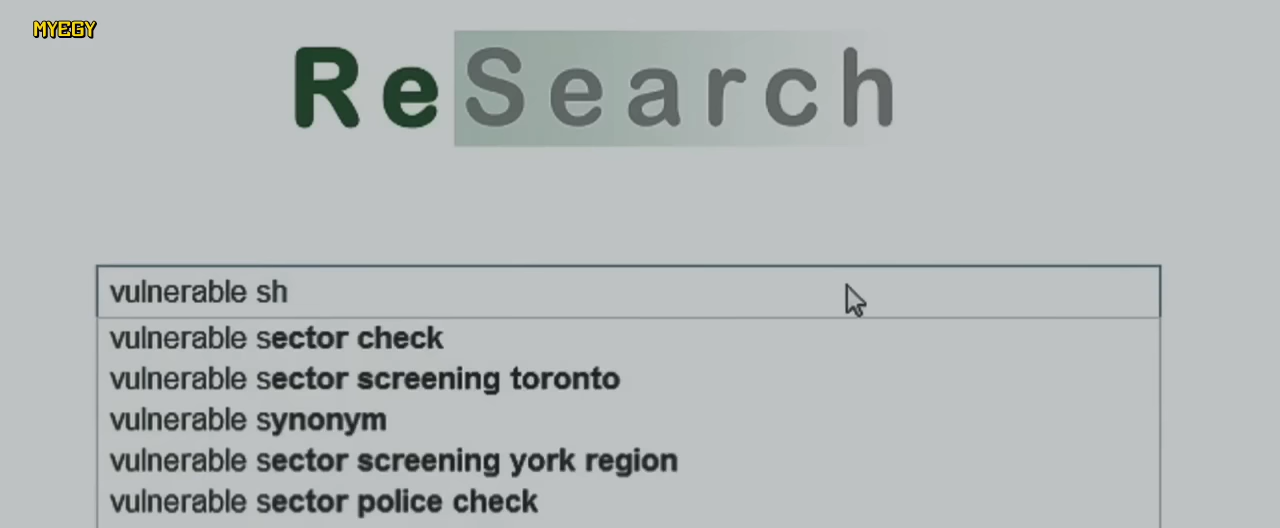 MYEGY
ReSearch
vulnerable sh
vulnerable sector check
vulnerable sector screening toronto
vulnerable synonym
vulnerable sector screening york region
vulnerable sector police check